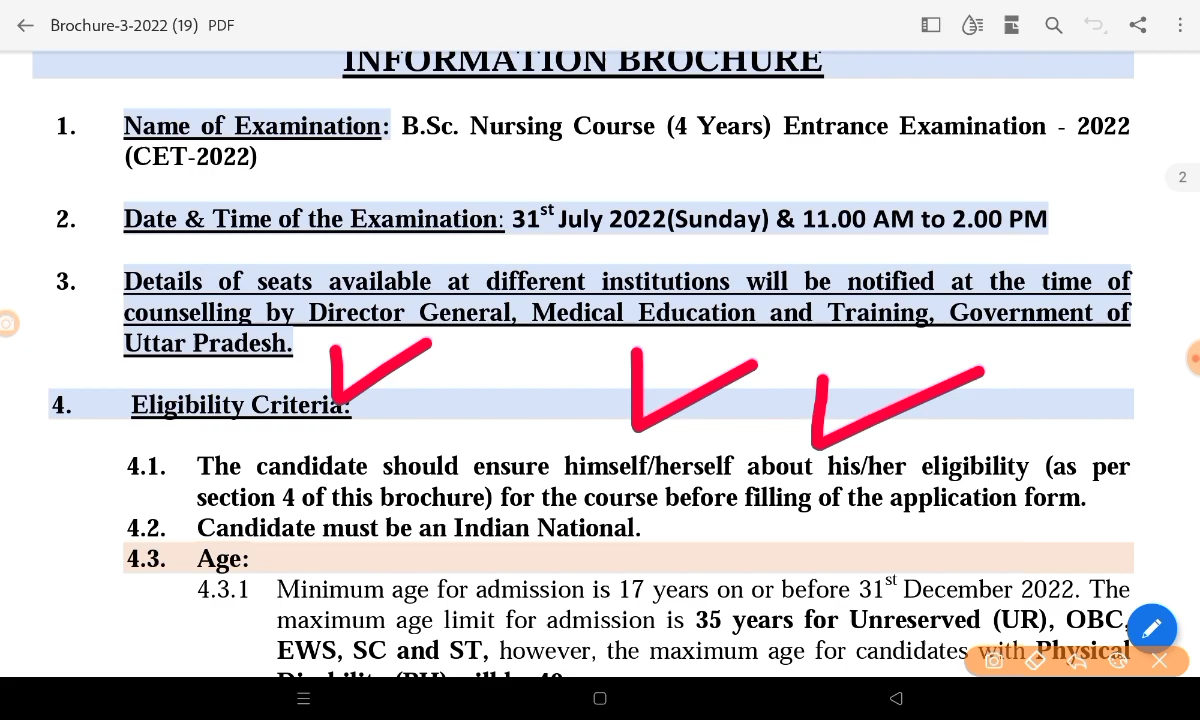 Brochure-3-2022 (19) PDF
INFORMATION BROCHURE
2
1. Name of Examination: B.Sc. Nursing Course (4 Years) Entrance Examination - 2022
(CET-2022)
2. Date & Time of the Examination: 31st July 2022(Sunday) & 11.00 AM to 2.00 PM
3. Details of seats available at different institutions will be notified at the time of
counselling by Director General, Medical Education and Training, Government of
Uttar Pradesh.
4. Eligibility Criteria:
4.1. The candidate should ensure himself/herself about his/her eligibility (as per
section 4 of this brochure) for the course before filling of the application form.
4.2. Candidate must be an Indian National.
4.3. Age:
4.3.1 Minimum age for admission is 17 years on or before 31st December 2022. The
maximum age limit for admission is 35 years for Unreserved (UR), OBC,
EWS, SC and ST, however, the maximum age for candidates with Physical